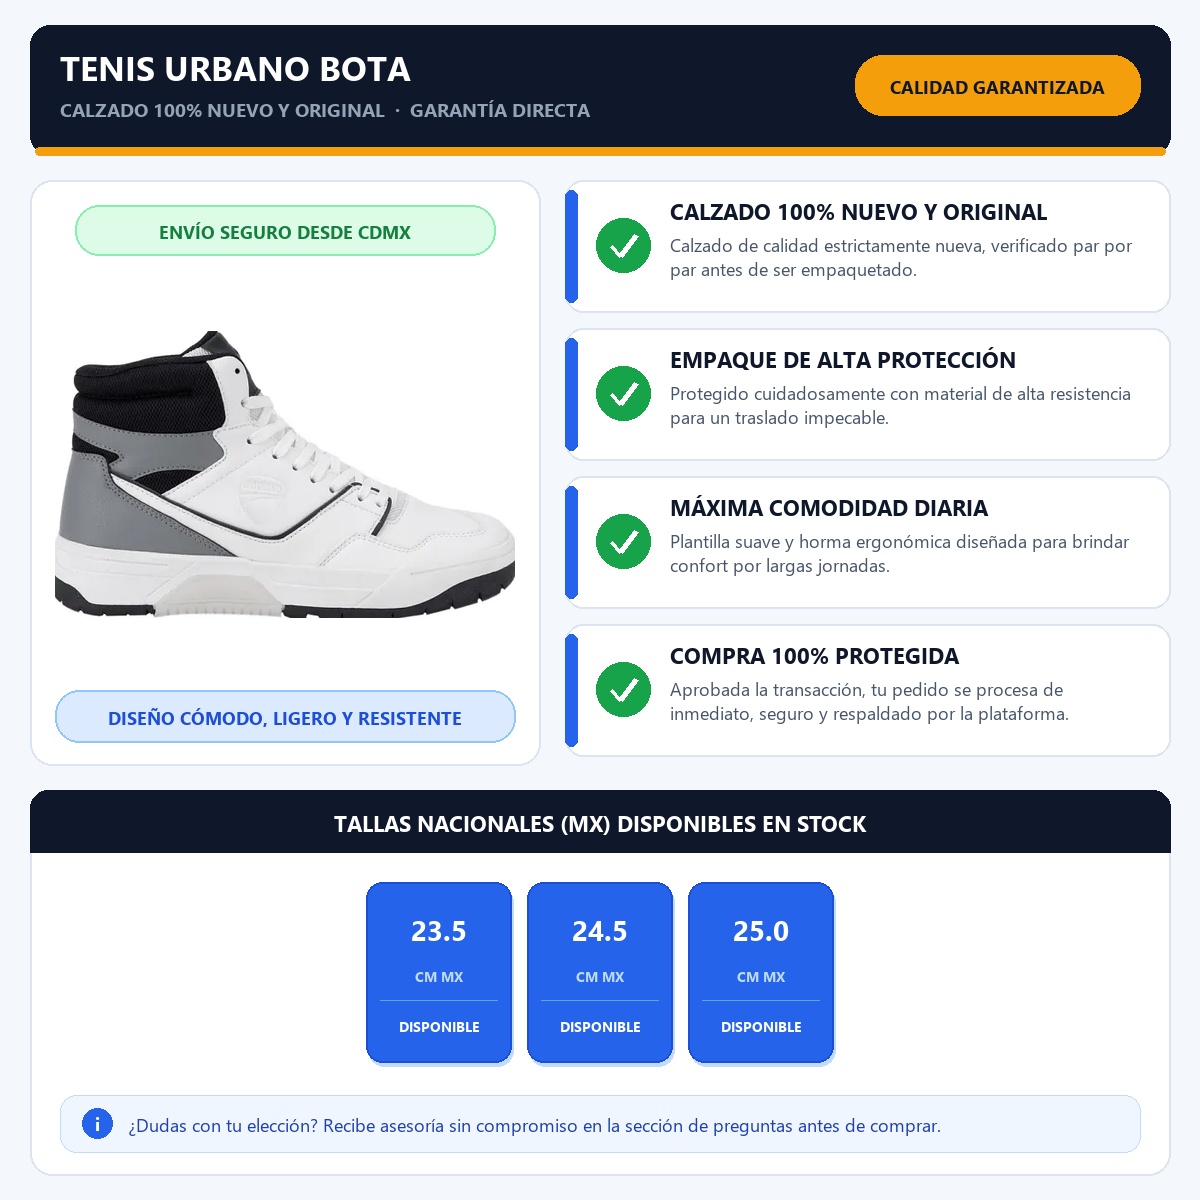 TENIS URBANO BOTA
CALZADO 100% NUEVO Y ORIGINAL · GARANTÍA DIRECTA
CALIDAD GARANTIZADA
ENVÍO SEGURO DESDE CDMX
DISEÑO CÓMODO, LIGERO Y RESISTENTE
CALZADO 100% NUEVO Y ORIGINAL
Calzado de calidad estrictamente nueva, verificado par por
par antes de ser empaquetado.
EMPAQUE DE ALTA PROTECCIÓN
Protegido cuidadosamente con material de alta resistencia
para un traslado impecable.
MÁXIMA COMODIDAD DIARIA
Plantilla suave y horma ergonómica diseñada para brindar
confort por largas jornadas.
COMPRA 100% PROTEGIDA
Aprobada la transacción, tu pedido se procesa de
inmediato, seguro y respaldado por la plataforma.
TALLAS NACIONALES (MX) DISPONIBLES EN STOCK
23.5
CM MX
DISPONIBLE
24.5
CM MX
DISPONIBLE
25.0
CM MX
DISPONIBLE
¿Dudas con tu elección? Recibe asesoría sin compromiso en la sección de preguntas antes de comprar.